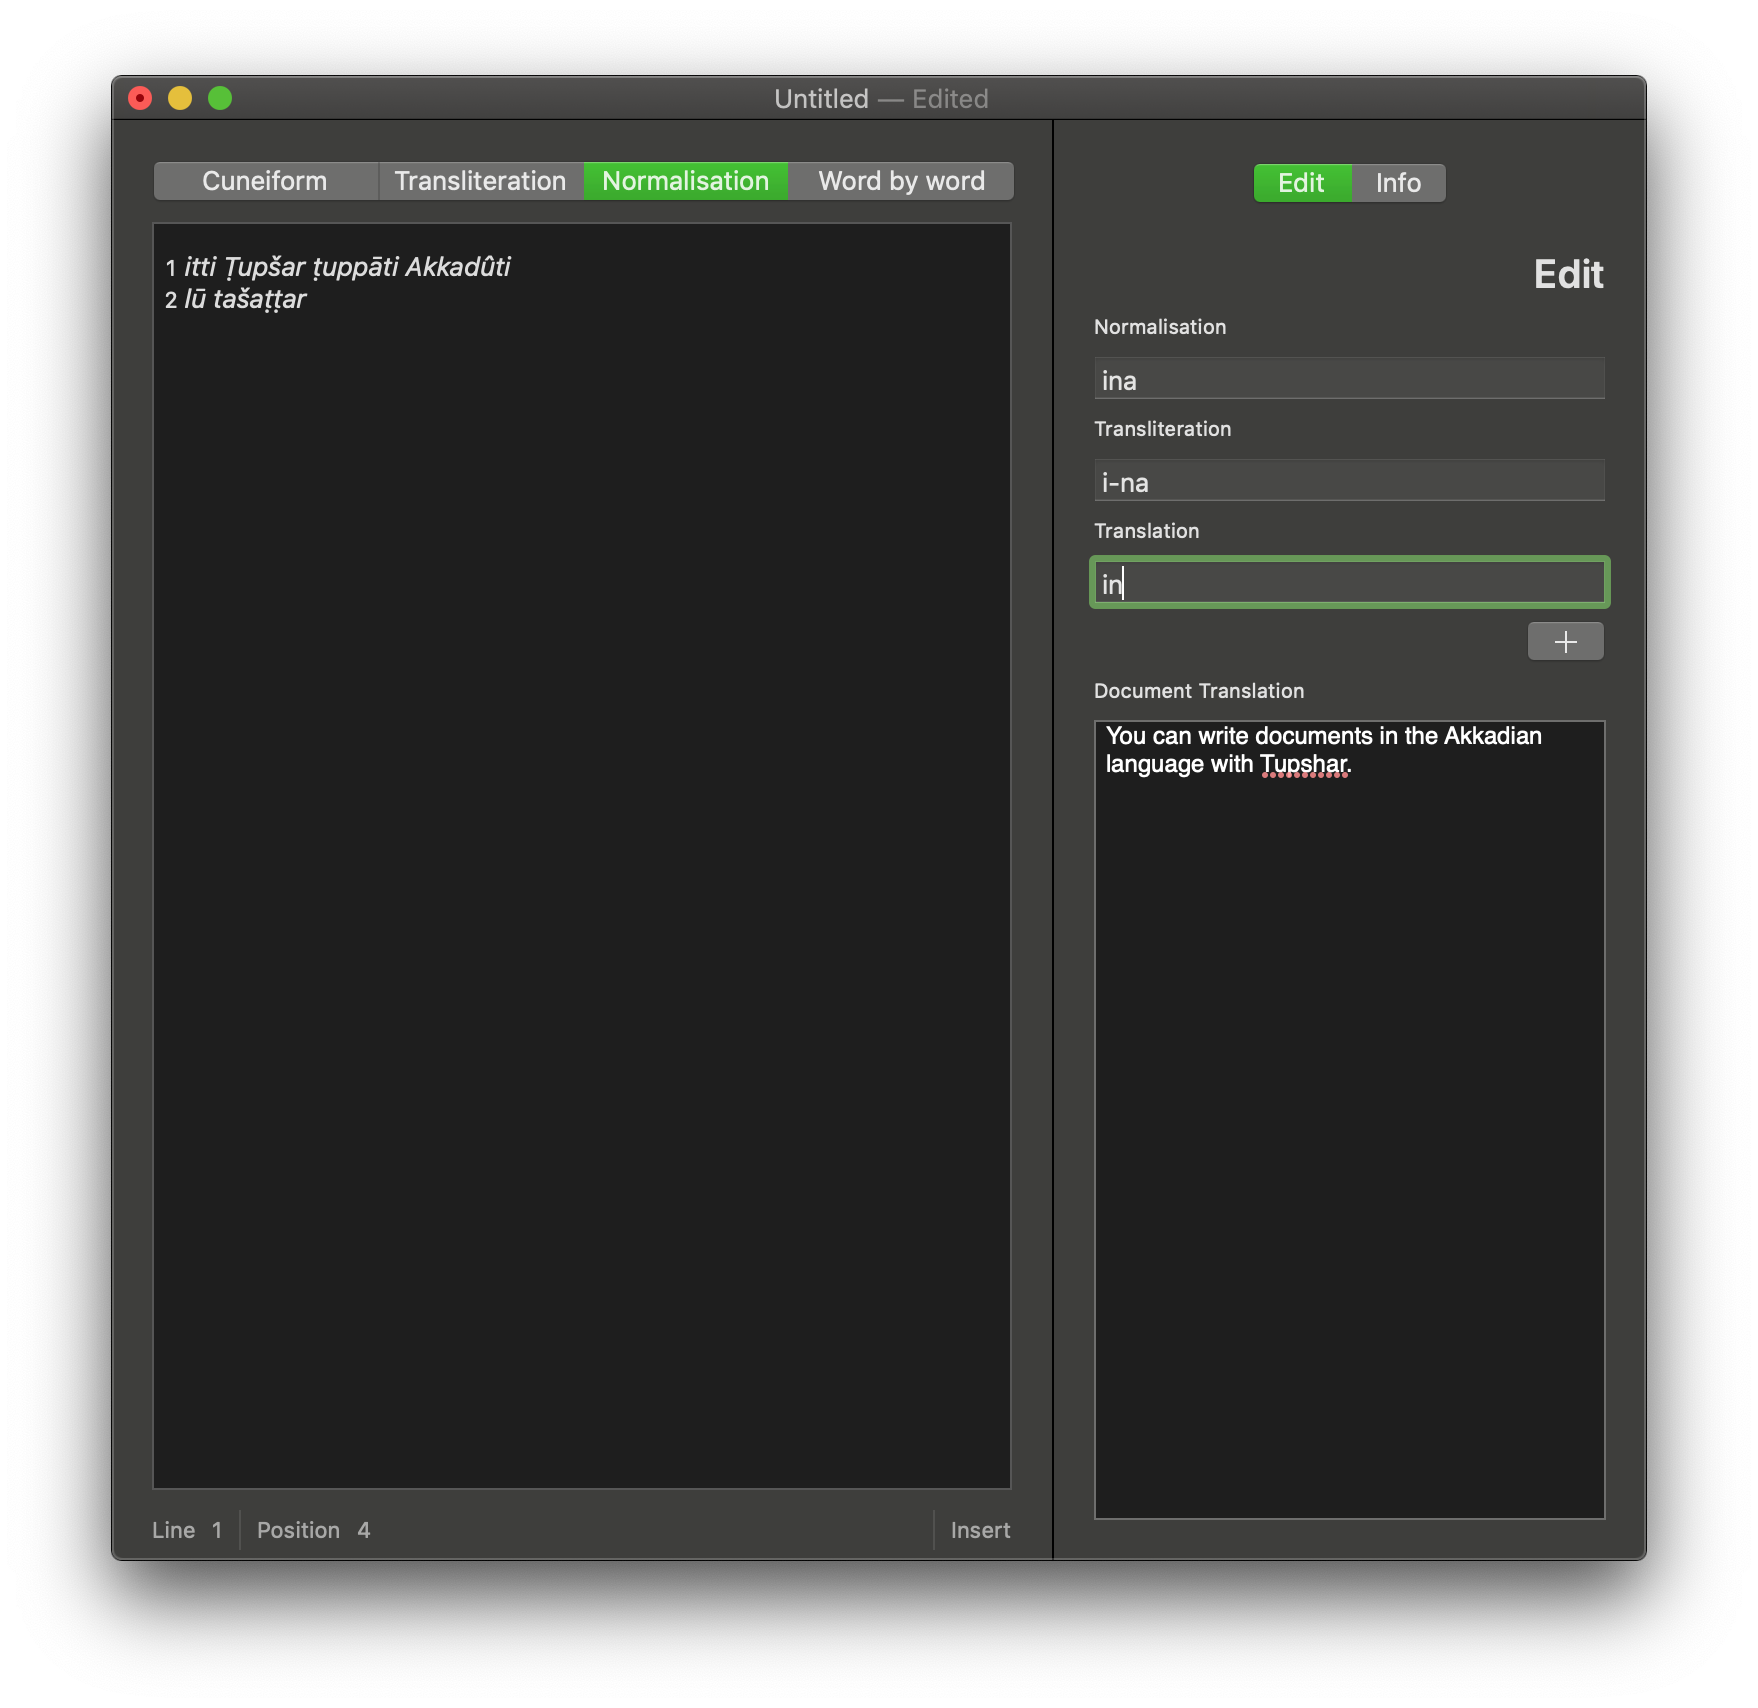 Untitled — Edited
Cuneiform
Transliteration
Normalisation
Word by word
1 itti Ṭupšar ṭuppāti Akkadûti
2 lū tašaṭṭar
Line 1
Position 4
Insert
Edit
Info
Edit
Normalisation
ina
Transliteration
i-na
Translation
in
+
Document Translation
You can write documents in the Akkadian
language with Tupshar.